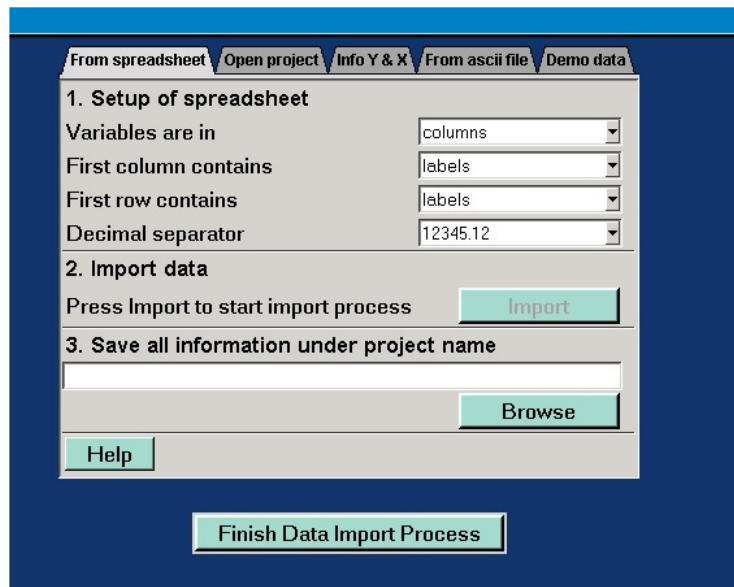 From spreadsheet Open project Info Y & X From ascii file Demo data
1. Setup of spreadsheet
Variables are in columns
First column contains labels
First row contains labels
Decimal separator 12345.12
2. Import data
Press Import to start import process Import
3. Save all information under project name
Browse
Help
Finish Data Import Process